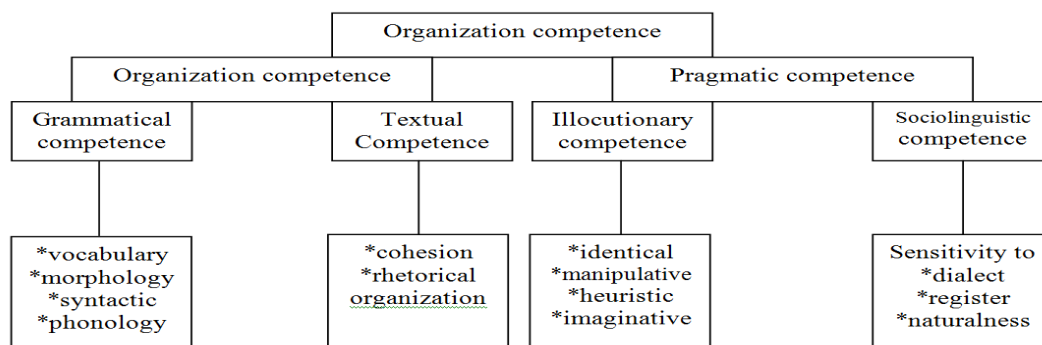 Organization competence
Organization competence
Pragmatic competence
Grammatical
competence
Textual
Competence
Illocutionary
competence
Sociolinguistic
competence
*vocabulary
*morphology
*syntactic
*phonology
*cohesion
*rhetorical
organization
*identical
*manipulative
*heuristic
*imaginative
Sensitivity to
*dialect
*register
*naturalness